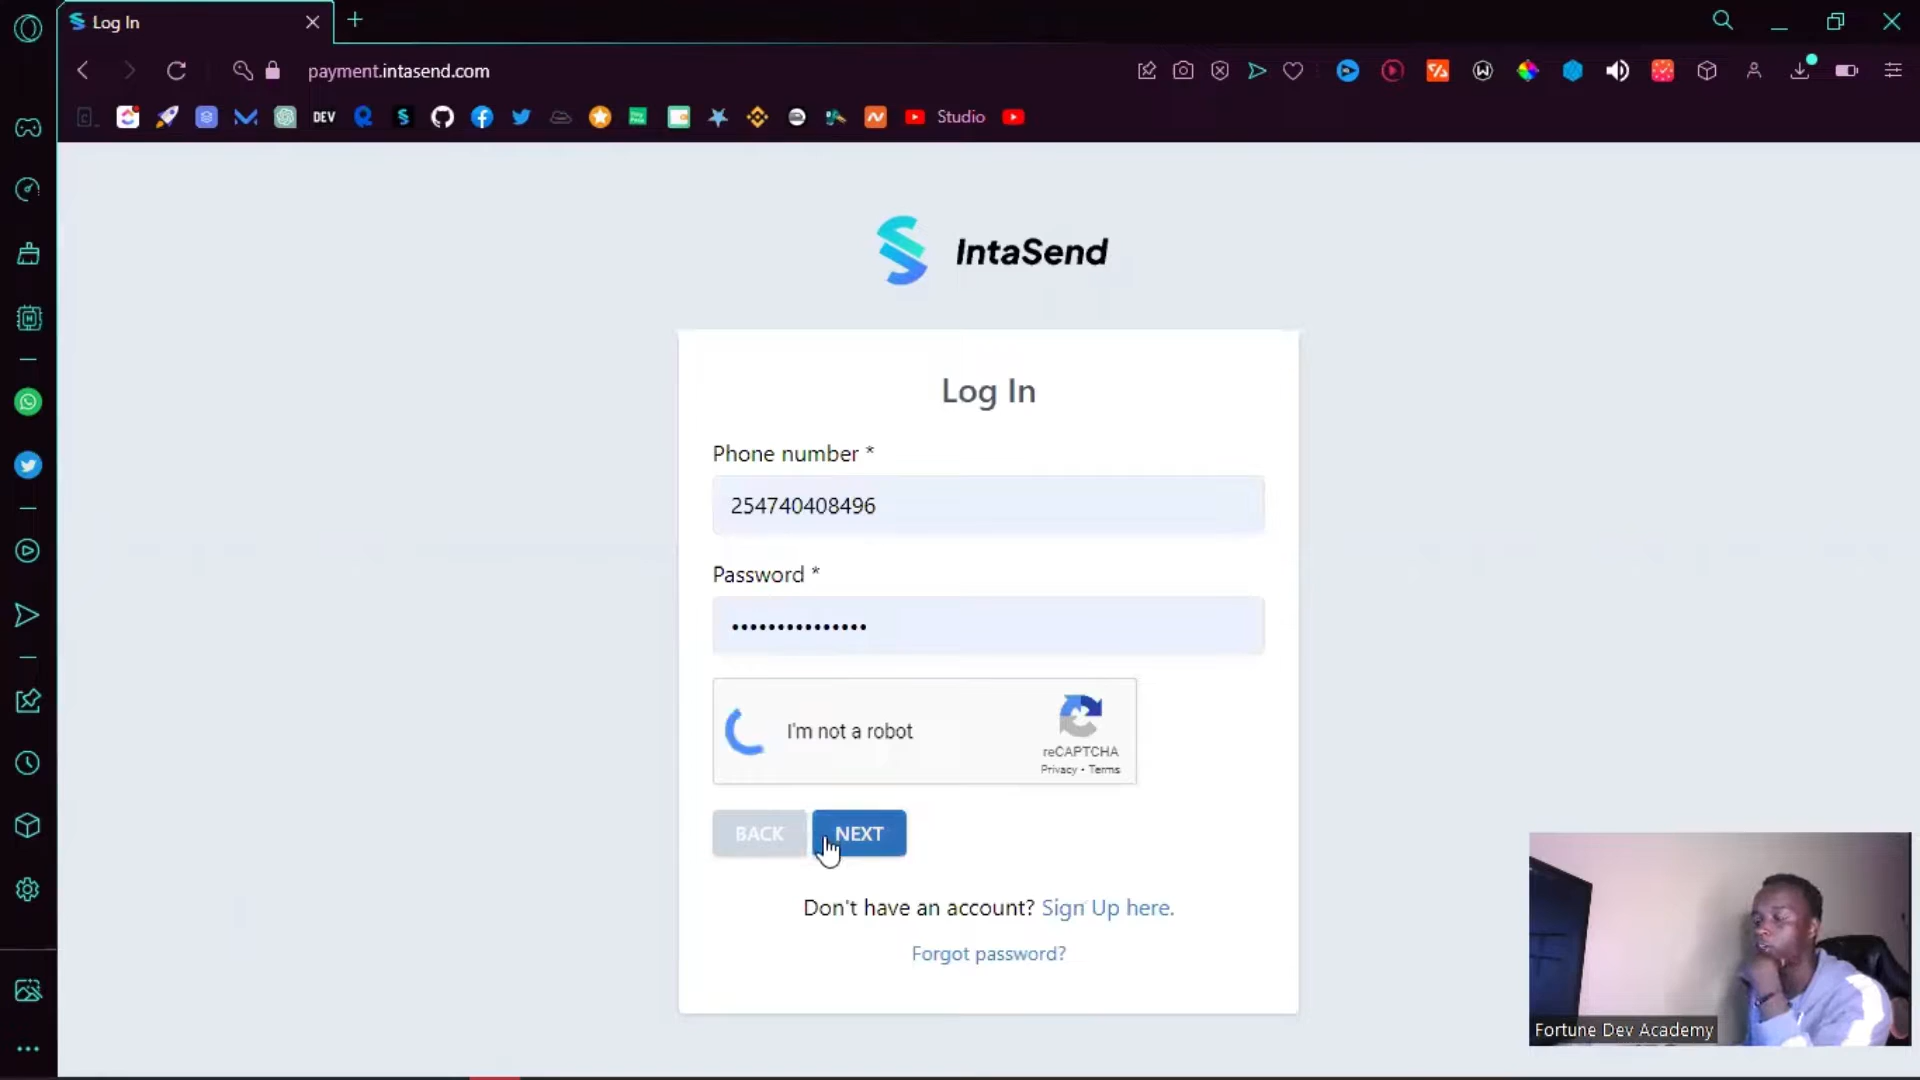 Log In
payment.intasend.com
DEV
Studio
IntaSend
Log In
Phone number *
254740408496
Password *
I'm not a robot
reCAPTCHA
Privacy • Terms
BACK
NEXT
Don't have an account? Sign Up here.
Forgot password?
Fortune Dev Academy